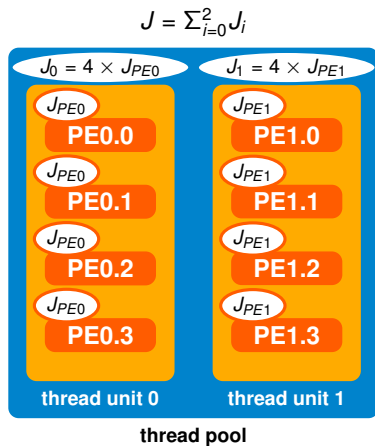 J = Σ²ᵢ₌₀Jᵢ
J₀ = 4 × J_PE0
J₁ = 4 × J_PE1
J_PE0
PE0.0
J_PE1
PE1.0
J_PE0
PE0.1
J_PE1
PE1.1
J_PE0
PE0.2
J_PE1
PE1.2
J_PE0
PE0.3
J_PE1
PE1.3
thread unit 0
thread unit 1
thread pool